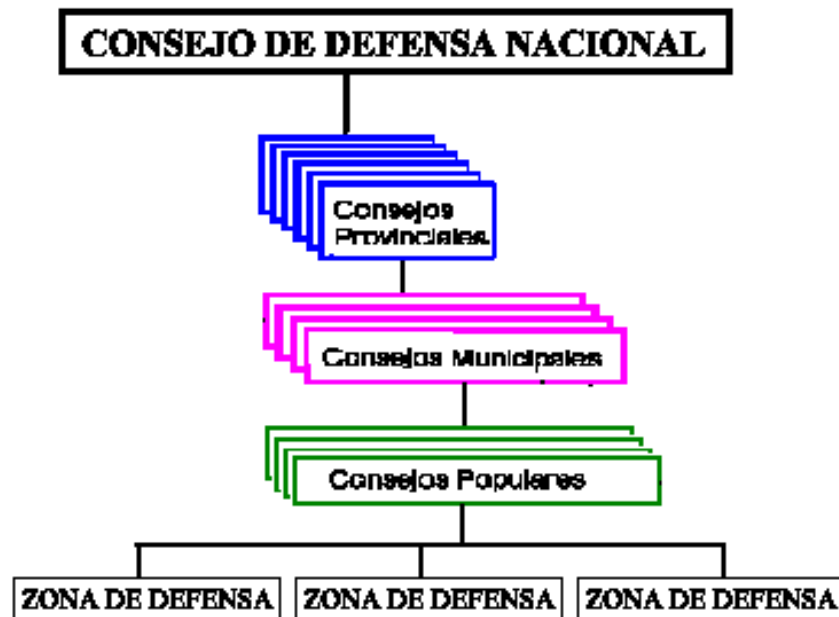 CONSEJO DE DEFENSA NACIONAL
Consejos
Provinciales
Consejos Municipales
Consejos Populares
ZONA DE DEFENSA
ZONA DE DEFENSA
ZONA DE DEFENSA